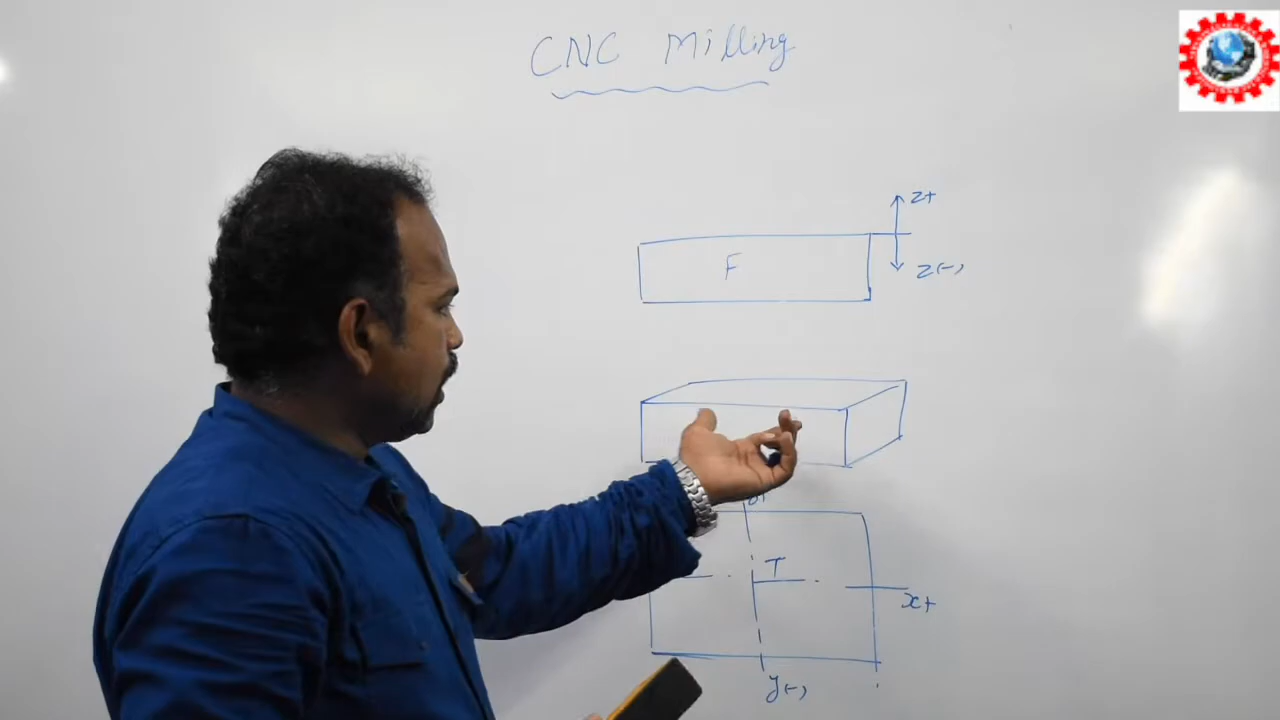 CNC Milling
Z+
F
Z(-)
T
x+
y(-)